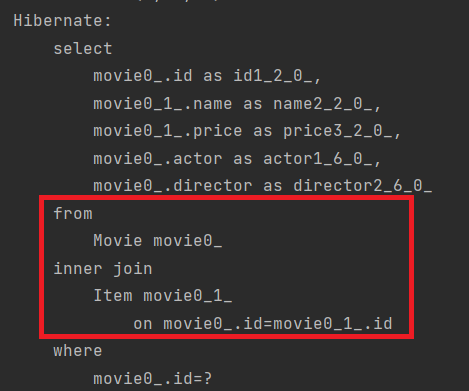 Hibernate:
select
movie0_.id as id1_2_0_,
movie0_1_.name as name2_2_0_,
movie0_1_.price as price3_2_0_,
movie0_.actor as actor1_6_0_,
movie0_.director as director2_6_0_
from
Movie movie0_
inner join
Item movie0_1_
on movie0_.id=movie0_1_.id
where
movie0_.id=?